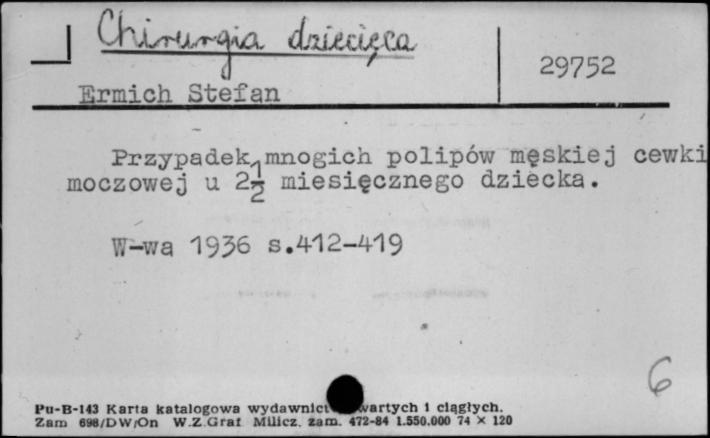 Chirurgia dziecięca
29752
Ermich Stefan
Przypadek mnogich polipów męskiej cewki
moczowej u 2 1/2 miesięcznego dziecka.
W-wa 1936 s.412-419
6
Pu-B-143 Karta katalogowa wydawnict wartych i ciągłych.
Zam 698/DW/On W.Z.Graf Milicz. zam. 472-84 1.550.000 74 × 120